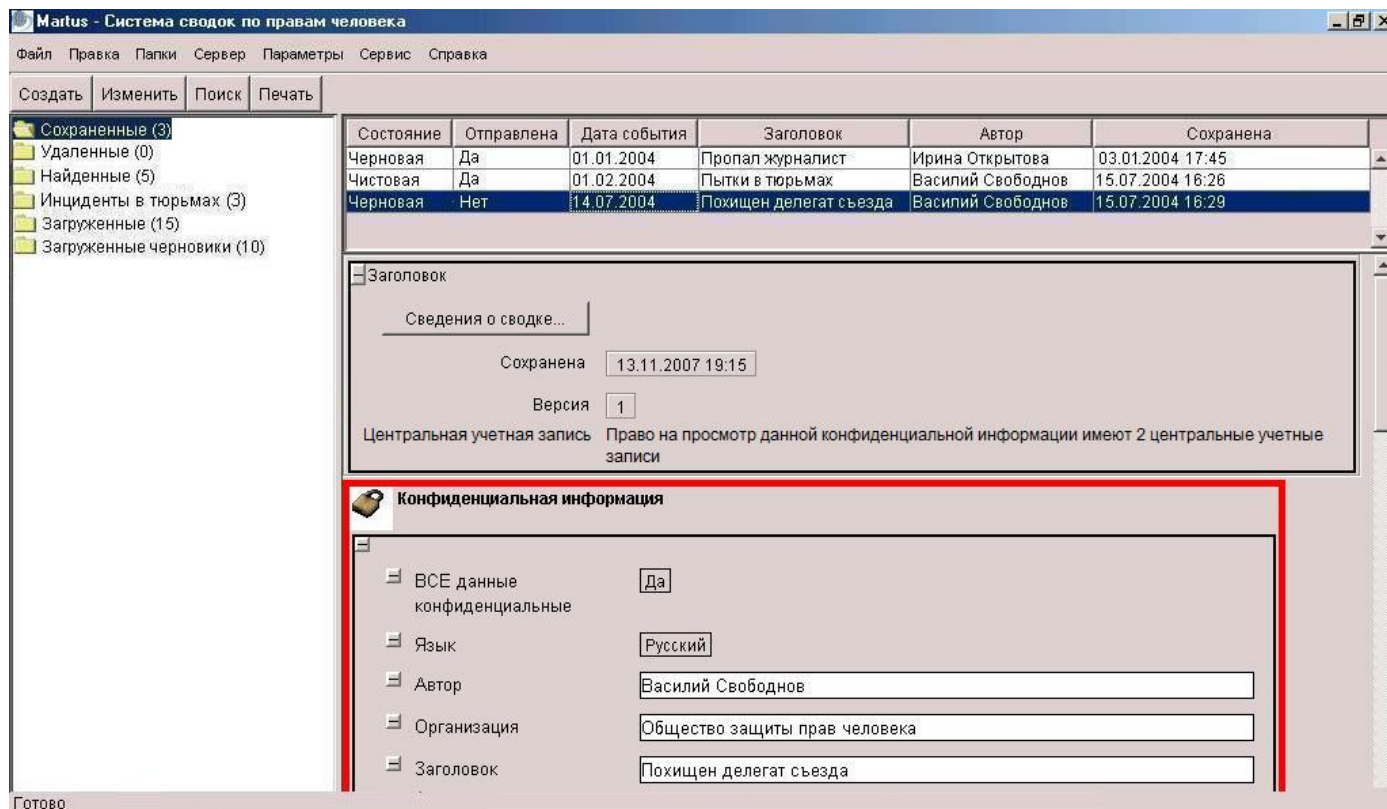 Martus - Система сводок по правам человека
Файл Правка Папки Сервер Параметры Сервис Справка
Создать Изменить Поиск Печать
Сохраненные (3)
Удаленные (0)
Найденные (5)
Инциденты в тюрьмах (3)
Загруженные (15)
Загруженные черновики (10)
Состояние Отправлена Дата события Заголовок Автор Сохранена
Черновая Да 01.01.2004 Пропал журналист Ирина Открытова 03.01.2004 17:45
Чистовая Да 01.02.2004 Пытки в тюрьмах Василий Свободнов 15.07.2004 16:26
Черновая Нет 14.07.2004 Похищен делегат съезда Василий Свободнов 15.07.2004 16:29
Заголовок
Сведения о сводке...
Сохранена 13.11.2007 19:15
Версия 1
Центральная учетная запись Право на просмотр данной конфиденциальной информации имеют 2 центральные учетные
записи
Конфиденциальная информация
ВСЕ данные Да
конфиденциальные
Язык Русский
Автор Василий Свободнов
Организация Общество защиты прав человека
Заголовок Похищен делегат съезда
Готово